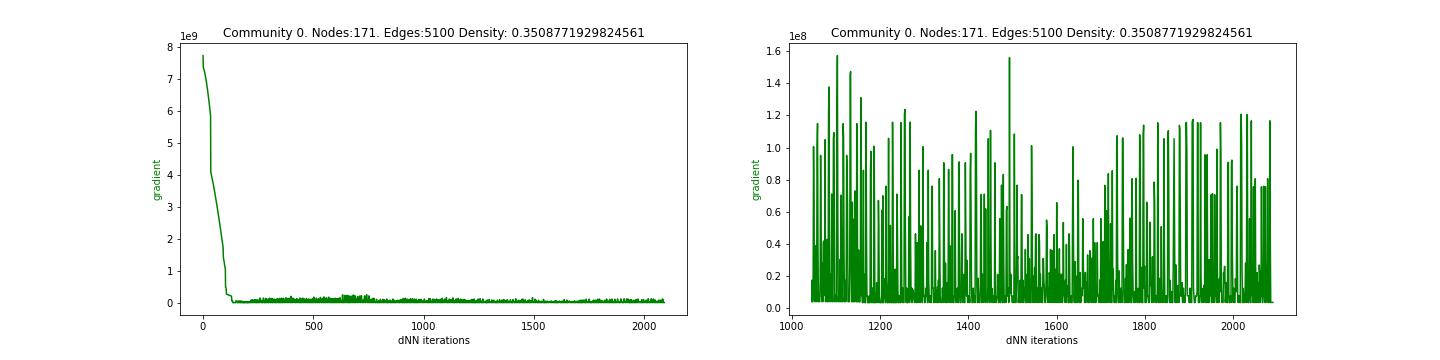 Community 0. Nodes:171. Edges:5100 Density: 0.3508771929824561
1e9
8
7
6
5
4
3
2
1
0
gradient
0 500 1000 1500 2000
dNN iterations
Community 0. Nodes:171. Edges:5100 Density: 0.3508771929824561
1e8
1.6
1.4
1.2
1.0
0.8
0.6
0.4
0.2
0.0
gradient
1000 1200 1400 1600 1800 2000
dNN iterations